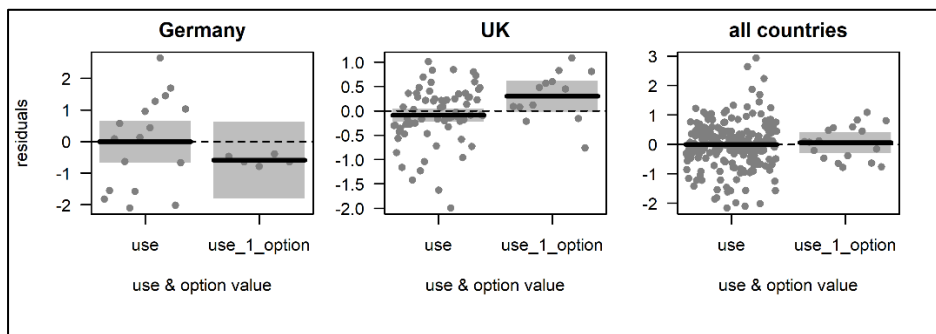 Germany
UK
all countries
residuals
2
1
0
-1
-2
1.0
0.5
0.0
-0.5
-1.0
-1.5
-2.0
3
2
1
0
-1
-2
use
use_1_option
use
use_1_option
use
use_1_option
use & option value
use & option value
use & option value